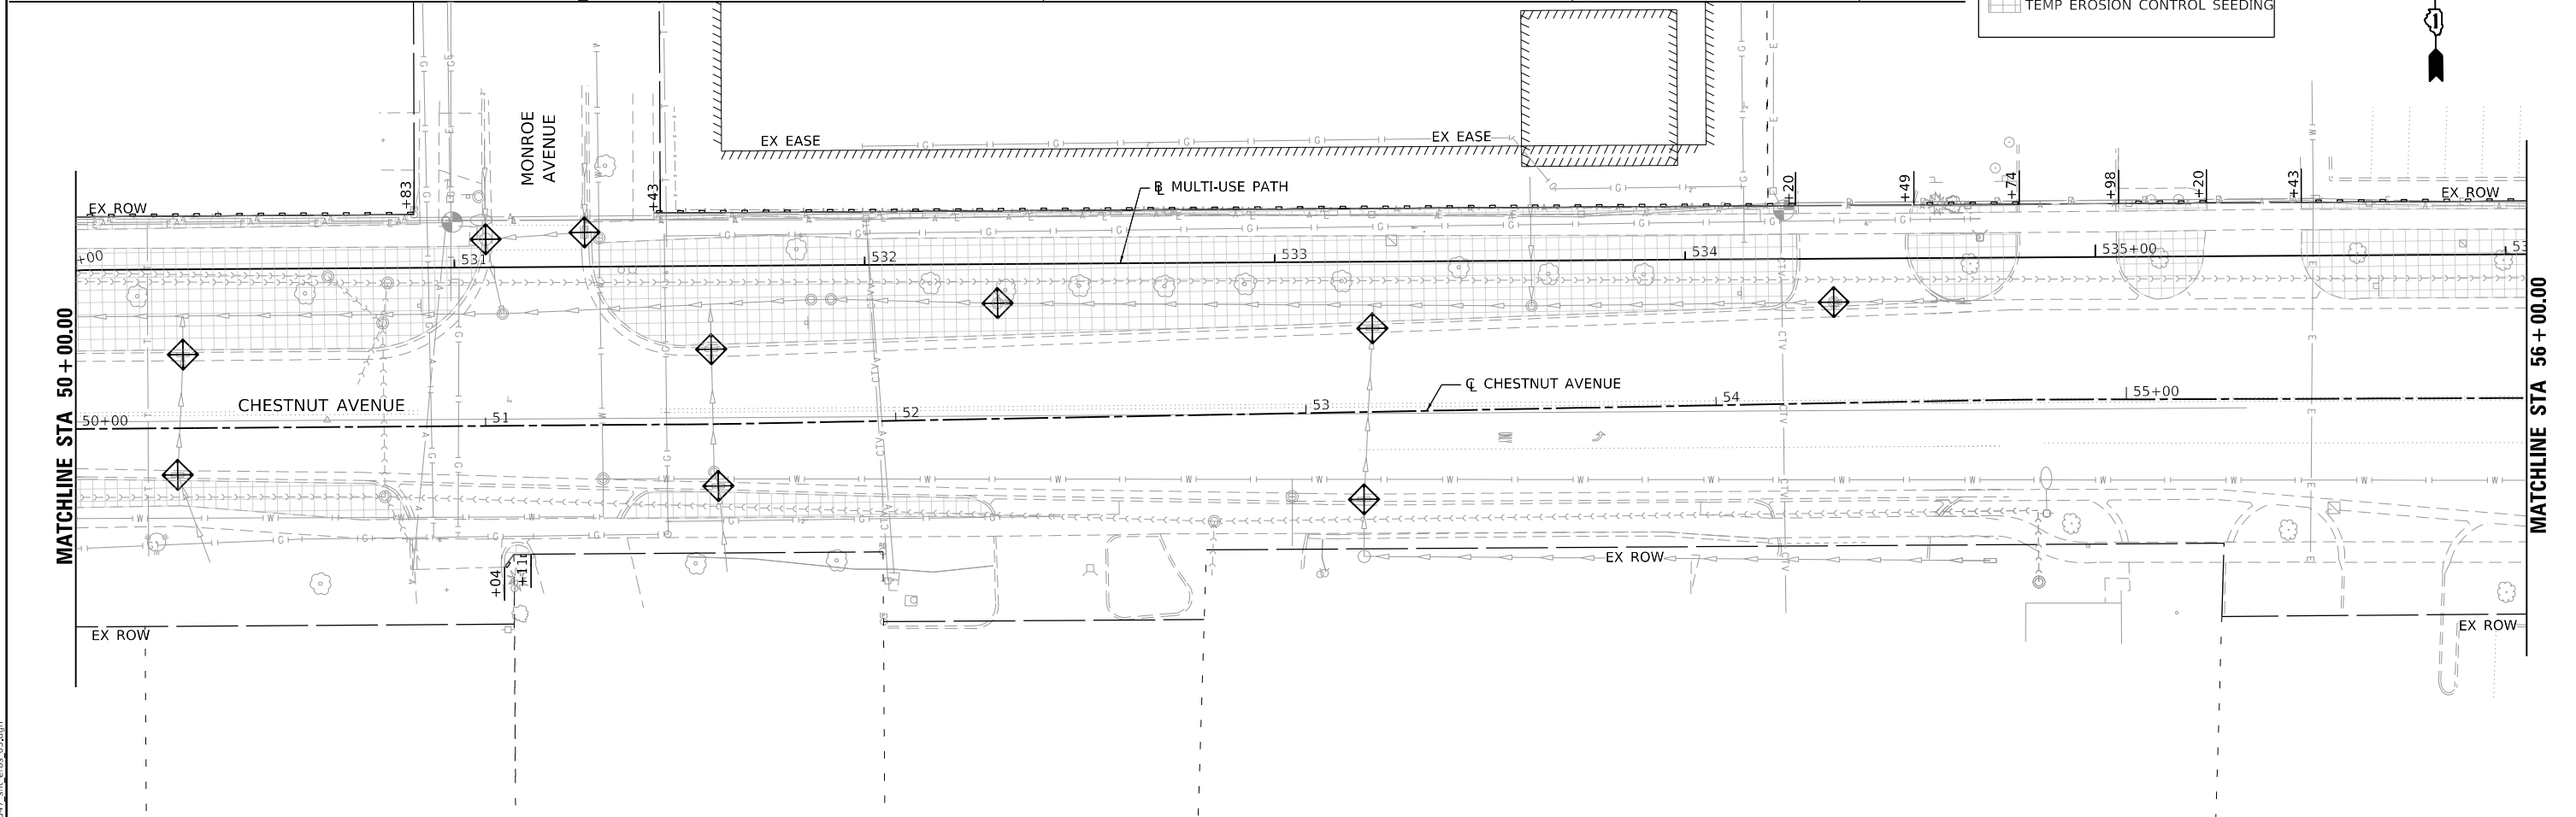 TEMP EROSION CONTROL SEEDING
1
MONROE
AVENUE
EX EASE
EX EASE
℄ MULTI-USE PATH
EX ROW
+83
+43
+20
+49
+74
+98
+20
+43
EX ROW
+00
531
532
533
534
535+00
53
MATCHLINE STA 50+00.00
MATCHLINE STA 56+00.00
CHESTNUT AVENUE
℄ CHESTNUT AVENUE
50+00
51
52
53
54
55+00
EX ROW
+04
+11
EX ROW
EX ROW